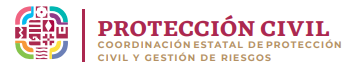 PROTECCIÓN CIVIL
COORDINACIÓN ESTATAL DE PROTECCIÓN
CIVIL Y GESTIÓN DE RIESGOS